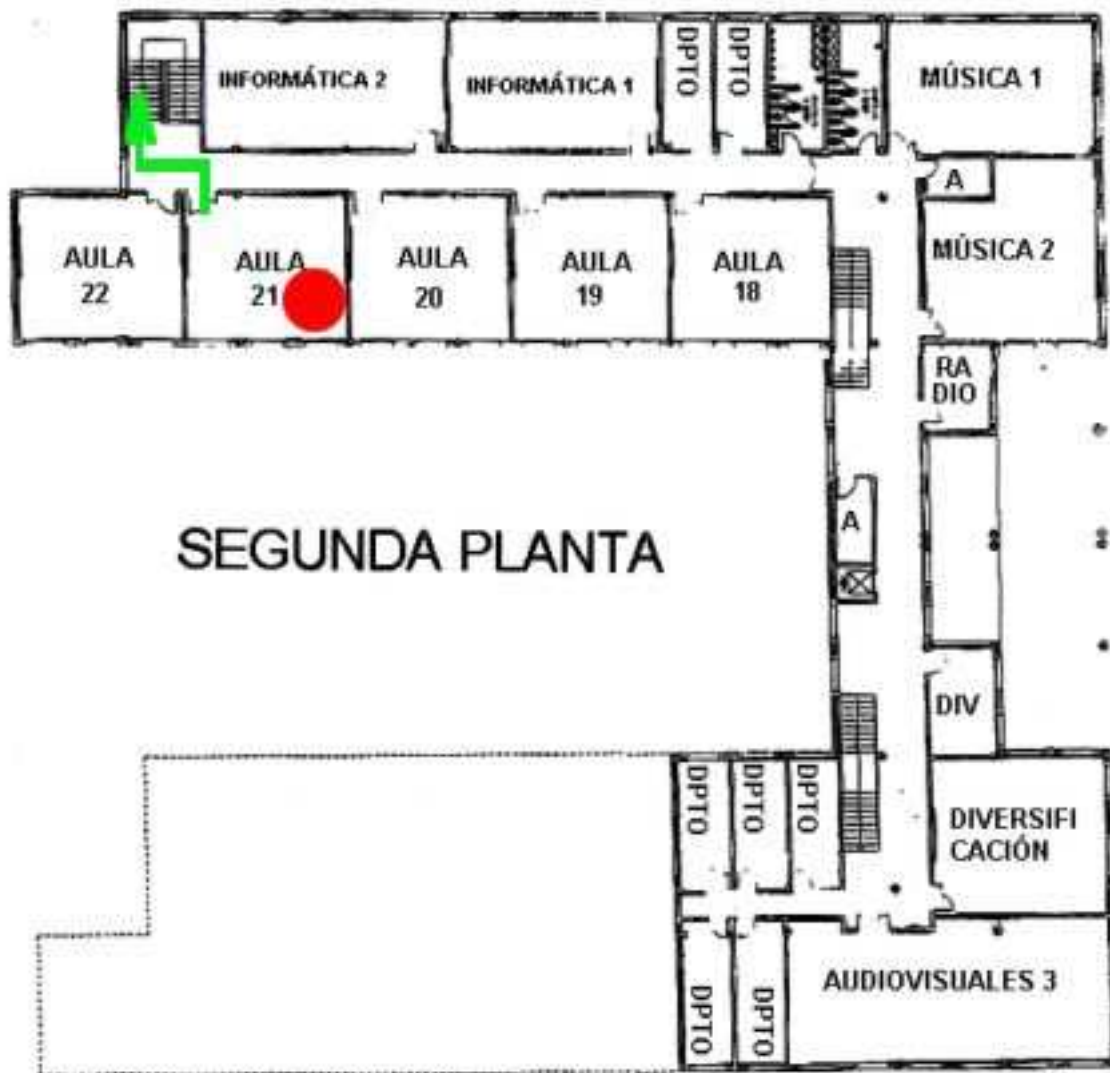 INFORMÁTICA 2
INFORMÁTICA 1
DPTO
DPTO
MÚSICA 1
A
MÚSICA 2
AULA
22
AULA
21
AULA
20
AULA
19
AULA
18
RA
DIO
A
SEGUNDA PLANTA
DIV
DPTO
DPTO
DPTO
DIVERSIFI
CACIÓN
AUDIOVISUALES 3
DPTO
DPTO